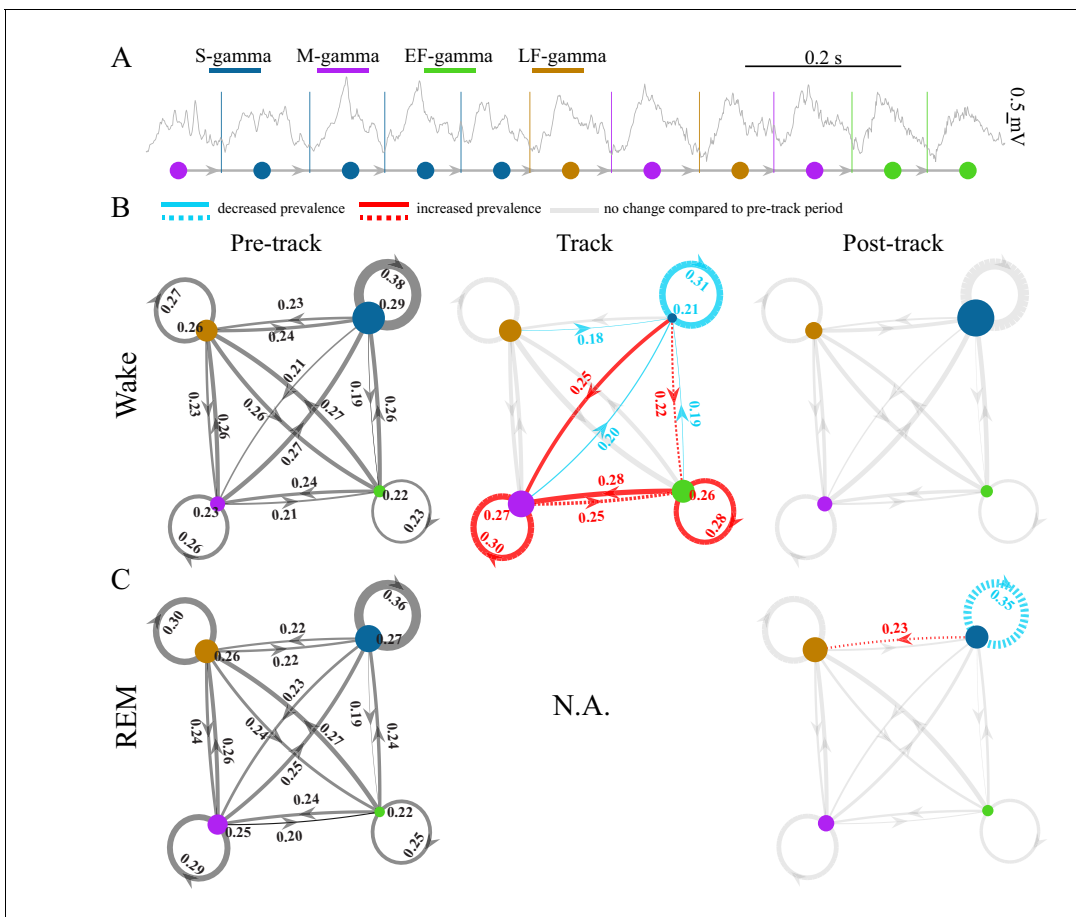 A
S-gamma M-gamma EF-gamma LF-gamma
0.2 s
0.5 mV
B
decreased prevalence increased prevalence no change compared to pre-track period
Pre-track Track Post-track
Wake
0.27 0.23 0.38
0.26 0.24 0.29
0.21
0.23 0.26 0.26 0.27 0.19 0.26
0.27
0.24
0.23 0.21 0.22
0.26 0.23
0.31
0.21
0.18
0.25 0.22 0.19
0.20
0.28
0.27 0.25 0.26
0.30 0.28
C
REM
0.30 0.22 0.36
0.26 0.22 0.27
0.23
0.24 0.26 0.24 0.27 0.19 0.24
0.25
0.24
0.25 0.20 0.22
0.29 0.25
N.A.
0.35
0.23